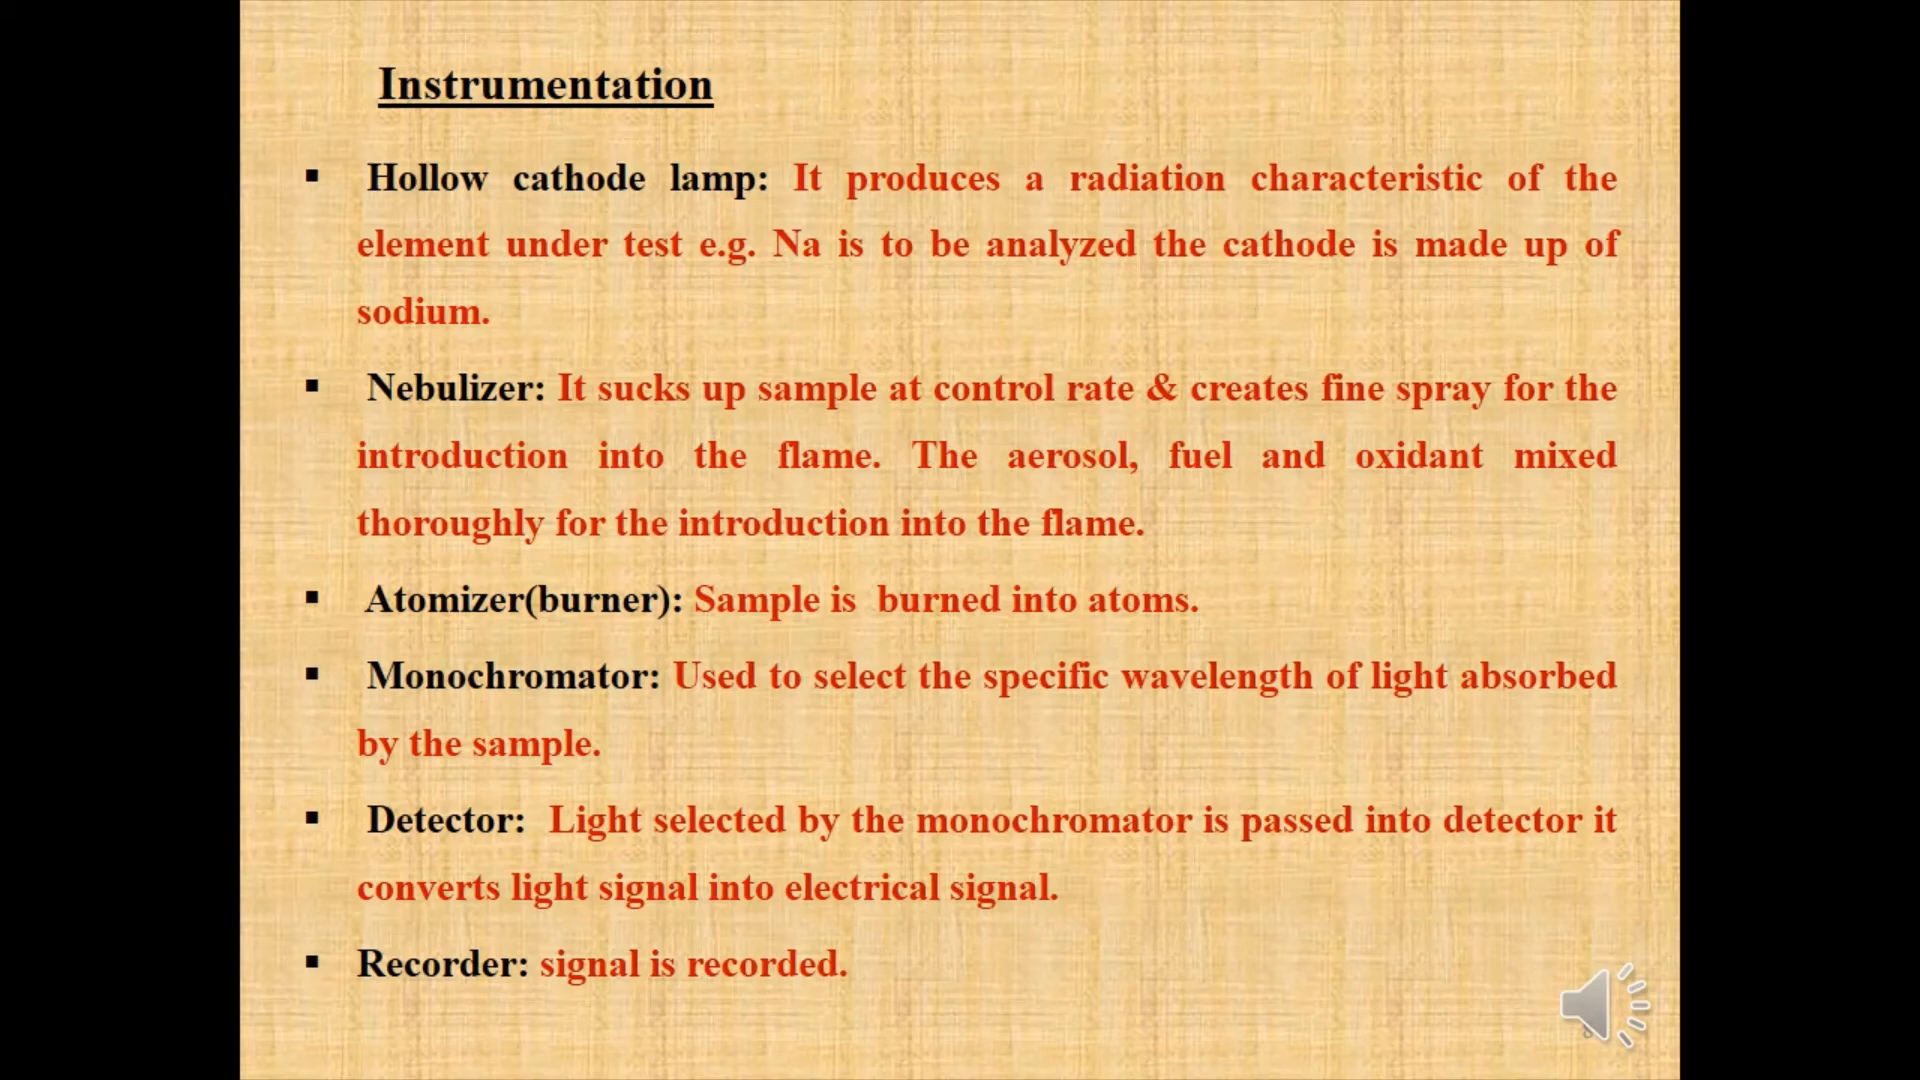 Instrumentation
▪ Hollow cathode lamp: It produces a radiation characteristic of the
element under test e.g. Na is to be analyzed the cathode is made up of
sodium.
▪ Nebulizer: It sucks up sample at control rate & creates fine spray for the
introduction into the flame. The aerosol, fuel and oxidant mixed
thoroughly for the introduction into the flame.
▪ Atomizer(burner): Sample is burned into atoms.
▪ Monochromator: Used to select the specific wavelength of light absorbed
by the sample.
▪ Detector: Light selected by the monochromator is passed into detector it
converts light signal into electrical signal.
▪ Recorder: signal is recorded.